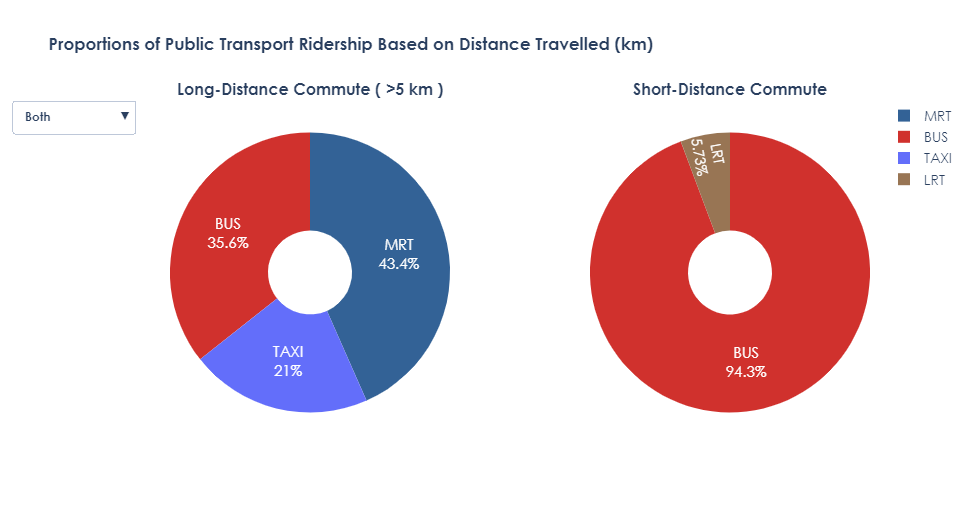 Proportions of Public Transport Ridership Based on Distance Travelled (km)
Long-Distance Commute ( >5 km )
Short-Distance Commute
Both ▼
MRT
BUS
TAXI
LRT
BUS
35.6%
MRT
43.4%
TAXI
21%
LRT
5.73%
BUS
94.3%